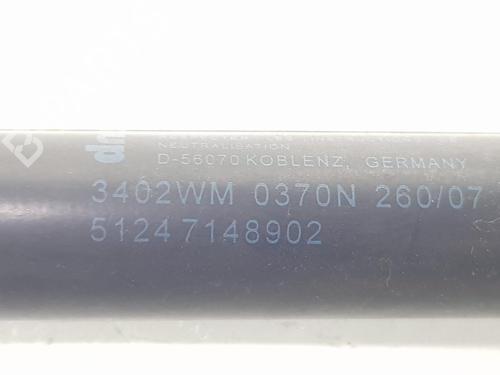 NEUTRALISATION
D-56070 KOBLENZ, GERMANY
3402WM 0370N 260/07
51247148902